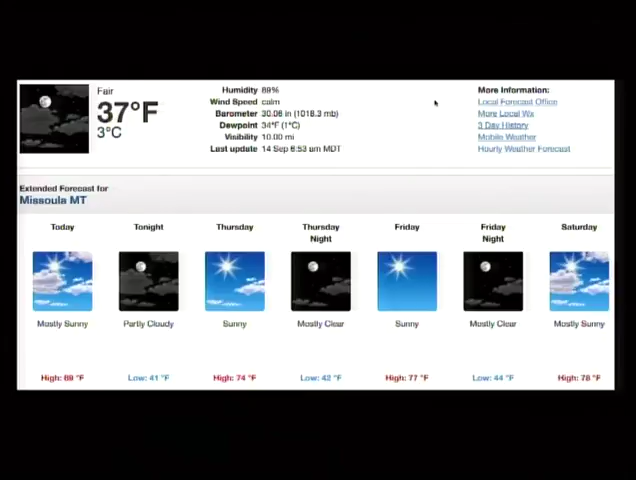 Fair
37°F
3°C
Humidity 89%
Wind Speed calm
Barometer 30.06 in (1018.3 mb)
Dewpoint 34°F (1°C)
Visibility 10.00 mi
Last update 14 Sep 6:53 am MDT
More Information:
Local Forecast Office
More Local Wx
3 Day History
Mobile Weather
Hourly Weather Forecast
Extended Forecast for
Missoula MT
Today Tonight Thursday Thursday Night Friday Friday Night Saturday
Mostly Sunny Partly Cloudy Sunny Mostly Clear Sunny Mostly Clear Mostly Sunny
High: 69 °F Low: 41 °F High: 74 °F Low: 42 °F High: 77 °F Low: 44 °F High: 78 °F